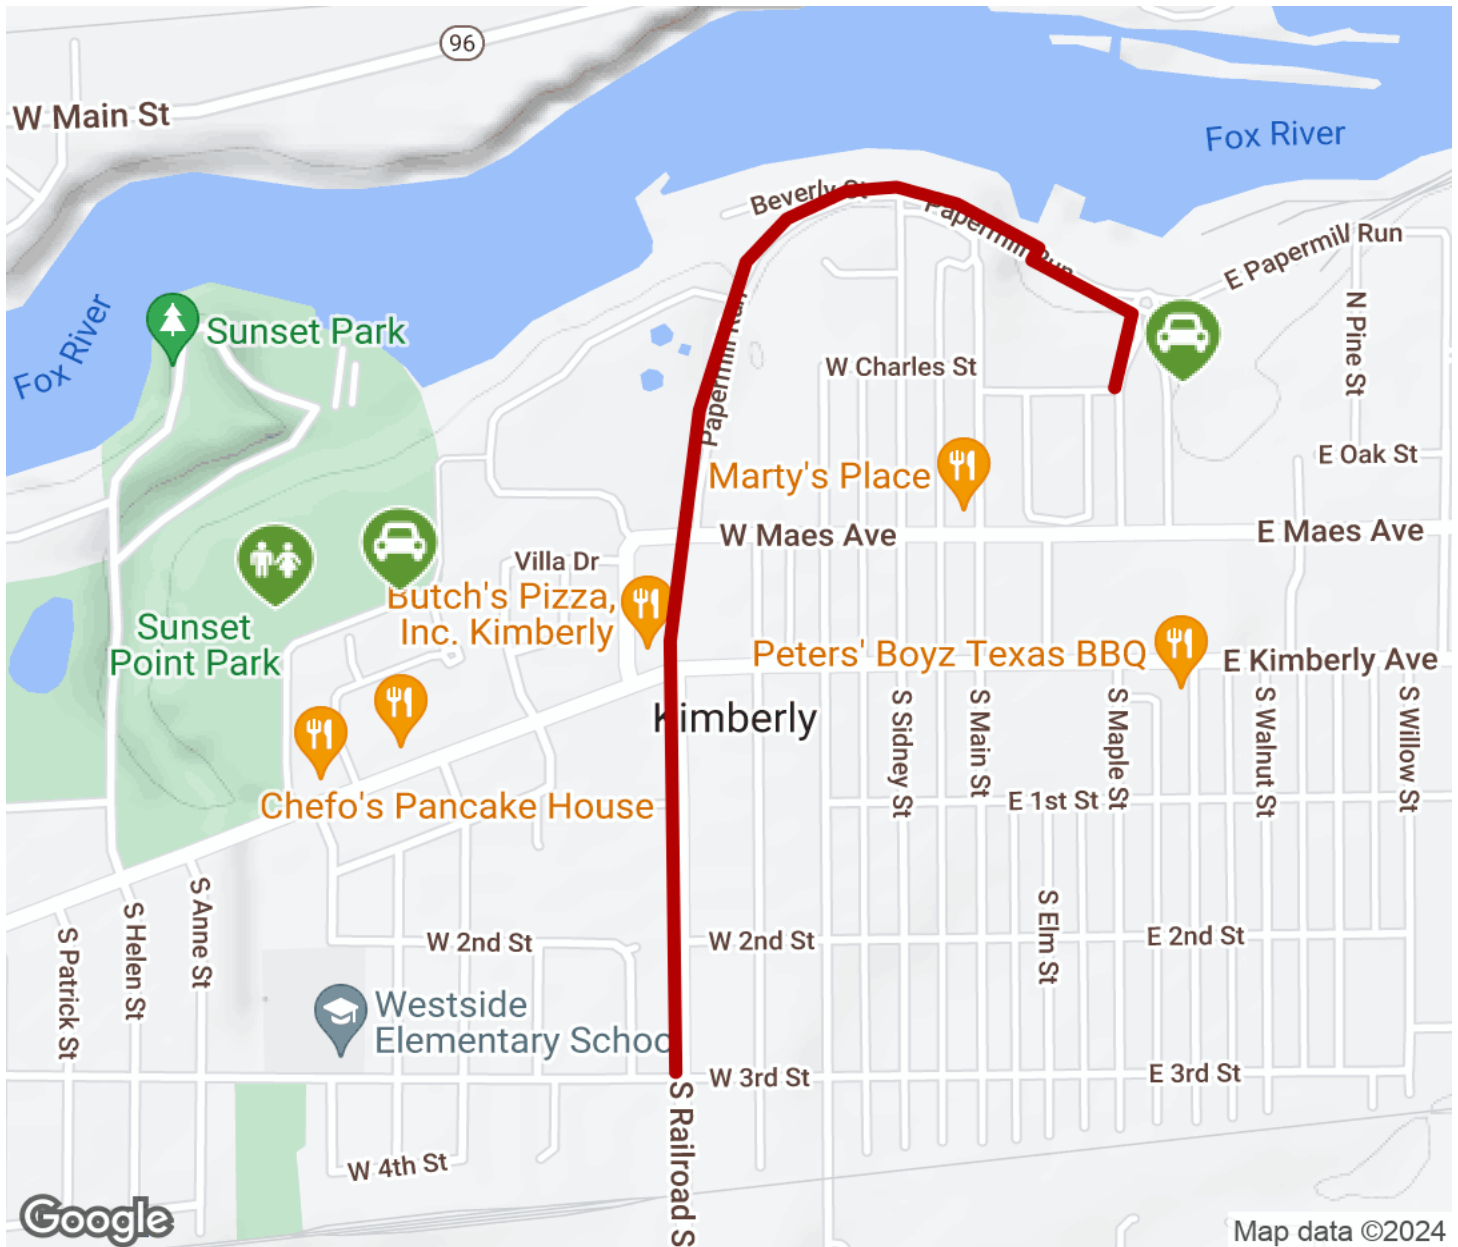 96
W Main St
Fox River
Beverly St
Papermill Run
E Papermill Run
Fox River
Sunset Park
N Pine St
Papermill Run
W Charles St
E Oak St
Marty's Place
W Maes Ave
E Maes Ave
Villa Dr
Butch's Pizza,
Inc. Kimberly
Sunset
Point Park
Peters' Boyz Texas BBQ
E Kimberly Ave
Kimberly
S Sidney St
S Main St
S Maple St
S Walnut St
S Willow St
Chefo's Pancake House
E 1st St
S Patrick St
S Helen St
S Anne St
S Elm St
W 2nd St
W 2nd St
E 2nd St
Westside
Elementary Schoo
W 3rd St
E 3rd St
S Railroad S
W 4th St
Google
Map data ©2024